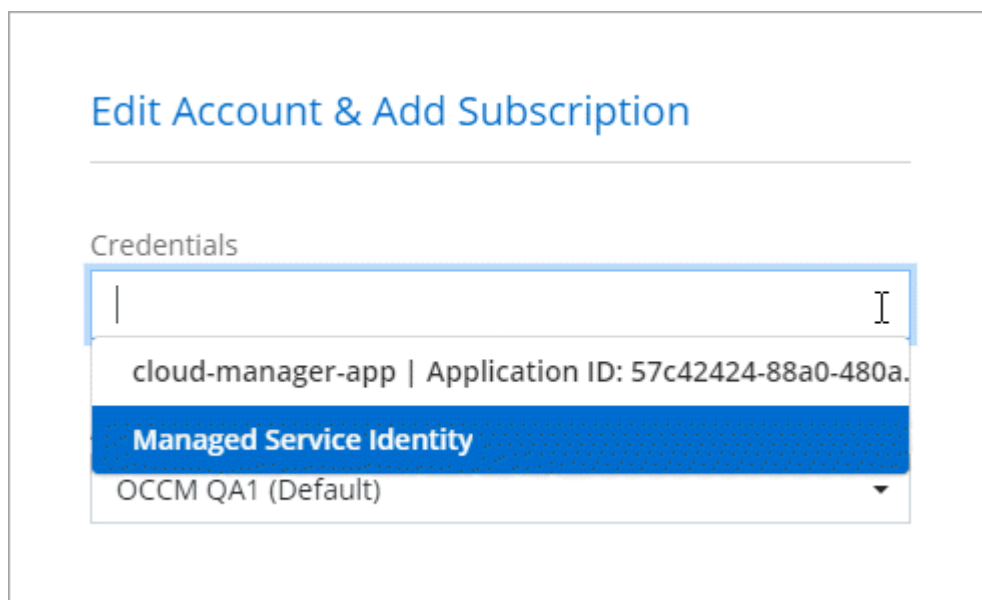 Edit Account & Add Subscription
Credentials
cloud-manager-app | Application ID: 57c42424-88a0-480a.
Managed Service Identity
OCCM QA1 (Default)